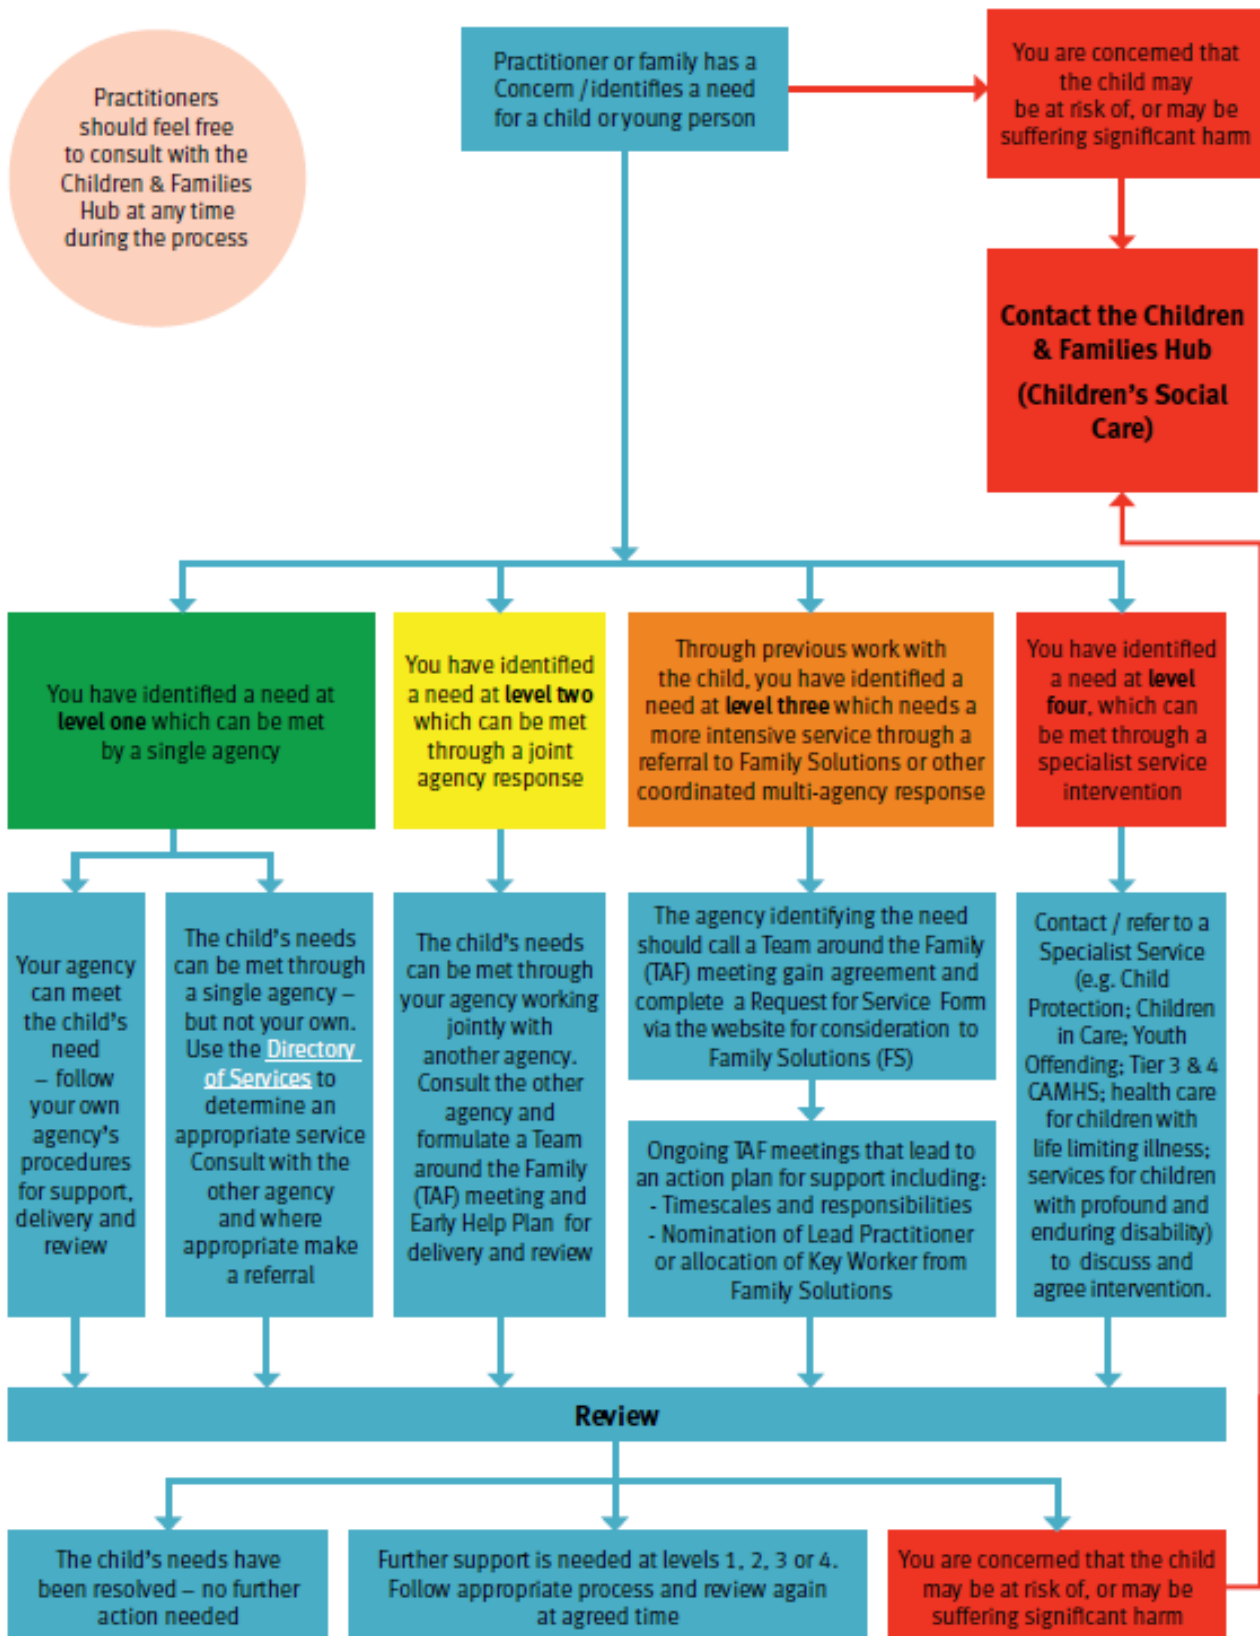 Practitioners
should feel free
to consult with the
Children & Families
Hub at any time
during the process
Practitioner or family has a
Concern / identifies a need
for a child or young person
You are concerned that
the child may
be at risk of, or may be
suffering significant harm
Contact the Children
& Families Hub
(Children's Social
Care)
You have identified a need at
level one which can be met
by a single agency
You have identified
a need at level two
which can be met
through a joint
agency response
Through previous work with
the child, you have identified a
need at level three which needs a
more intensive service through a
referral to Family Solutions or other
coordinated multi-agency response
You have identified
a need at level
four, which can
be met through a
specialist service
intervention
Your agency
can meet
the child's
need
– follow
your own
agency's
procedures
for support,
delivery and
review
The child's needs
can be met through
a single agency –
but not your own.
Use the Directory
of Services to
determine an
appropriate service
Consult with the
other agency
and where
appropriate make
a referral
The child's needs
can be met through
your agency working
jointly with
another agency.
Consult the other
agency and
formulate a Team
around the Family
(TAF) meeting and
Early Help Plan for
delivery and review
The agency identifying the need
should call a Team around the Family
(TAF) meeting gain agreement and
complete a Request for Service Form
via the website for consideration to
Family Solutions (FS)
Ongoing TAF meetings that lead to
an action plan for support including:
- Timescales and responsibilities
- Nomination of Lead Practitioner
or allocation of Key Worker from
Family Solutions
Contact / refer to a
Specialist Service
(e.g. Child
Protection; Children
in Care; Youth
Offending; Tier 3 & 4
CAMHS; health care
for children with
life limiting illness;
services for children
with profound and
enduring disability)
to discuss and
agree intervention.
Review
The child's needs have
been resolved – no further
action needed
Further support is needed at levels 1, 2, 3 or 4.
Follow appropriate process and review again
at agreed time
You are concerned that the child
may be at risk of, or may be
suffering significant harm